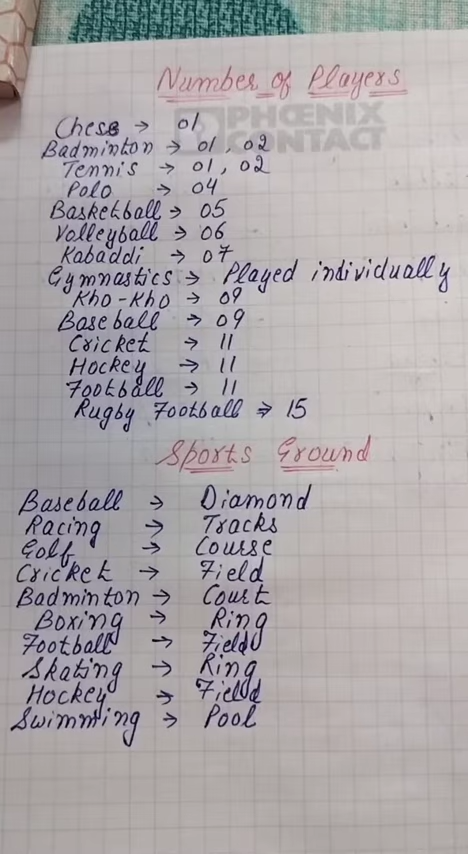 Number of Players
PHOENIX
CONTACT
Chess → 01
Badminton → 01, 02
Tennis → 01, 02
Polo → 04
Basketball → 05
Volleyball → 06
Kabaddi → 07
Gymnastics → Played individually
Kho-Kho → 09
Baseball → 09
Cricket → 11
Hockey → 11
Football → 11
Rugby Football → 15
Sports Ground
Baseball → Diamond
Racing → Tracks
Golf → Course
Cricket → Field
Badminton → Court
Boxing → Ring
Football → Field
Skating → Ring
Hockey → Field
Swimming → Pool